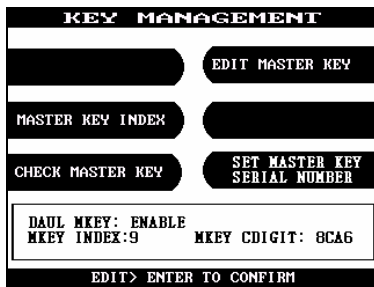 KEY MANAGEMENT
EDIT MASTER KEY
MASTER KEY INDEX
CHECK MASTER KEY
SET MASTER KEY
SERIAL NUMBER
DAUL MKEY: ENABLE
MKEY INDEX:9 MKEY CDIGIT: 8CA6
EDIT> ENTER TO CONFIRM